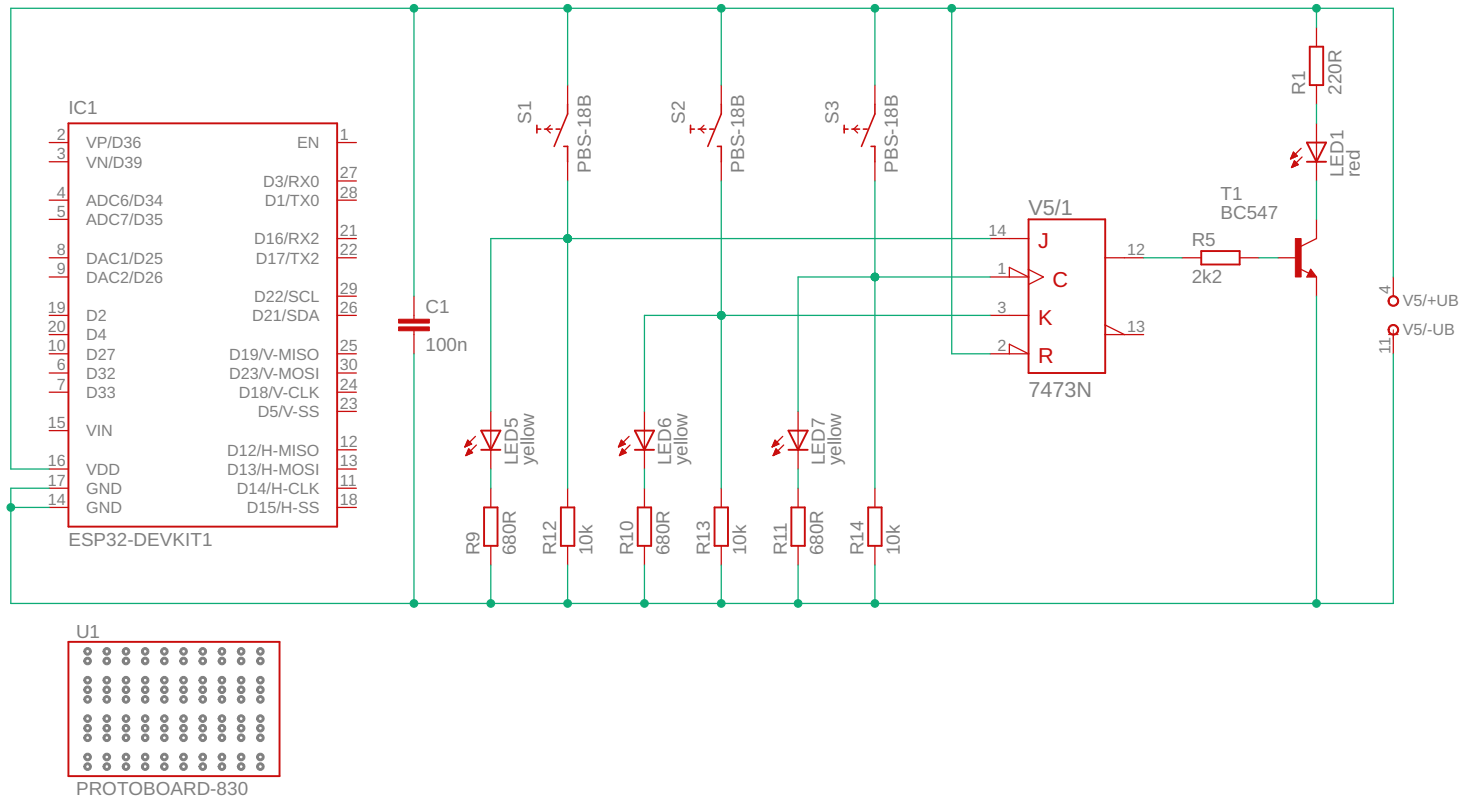 IC1
2 VP/D36 EN 1
3 VN/D39
D3/RX0 27
4 ADC6/D34 D1/TX0 28
5 ADC7/D35
D16/RX2 21
8 DAC1/D25 D17/TX2 22
9 DAC2/D26
D22/SCL 29
19 D2 D21/SDA 26
20 D4
10 D27 D19/V-MISO 25
6 D32 D23/V-MOSI 30
7 D33 D18/V-CLK 24
D5/V-SS 23
15 VIN
D12/H-MISO 12
16 VDD D13/H-MOSI 13
17 GND D14/H-CLK 11
14 GND D15/H-SS 18
ESP32-DEVKIT1
C1
100n
S1
PBS-18B
S2
PBS-18B
S3
PBS-18B
LED5
yellow
LED6
yellow
LED7
yellow
R9
680R
R12
10k
R10
680R
R13
10k
R11
680R
R14
10k
V5/1
14 J
1 C
3 K
2 R
12
13
7473N
R5
2k2
T1
BC547
R1
220R
LED1
red
4 V5/+UB
11 V5/-UB
U1
PROTOBOARD-830